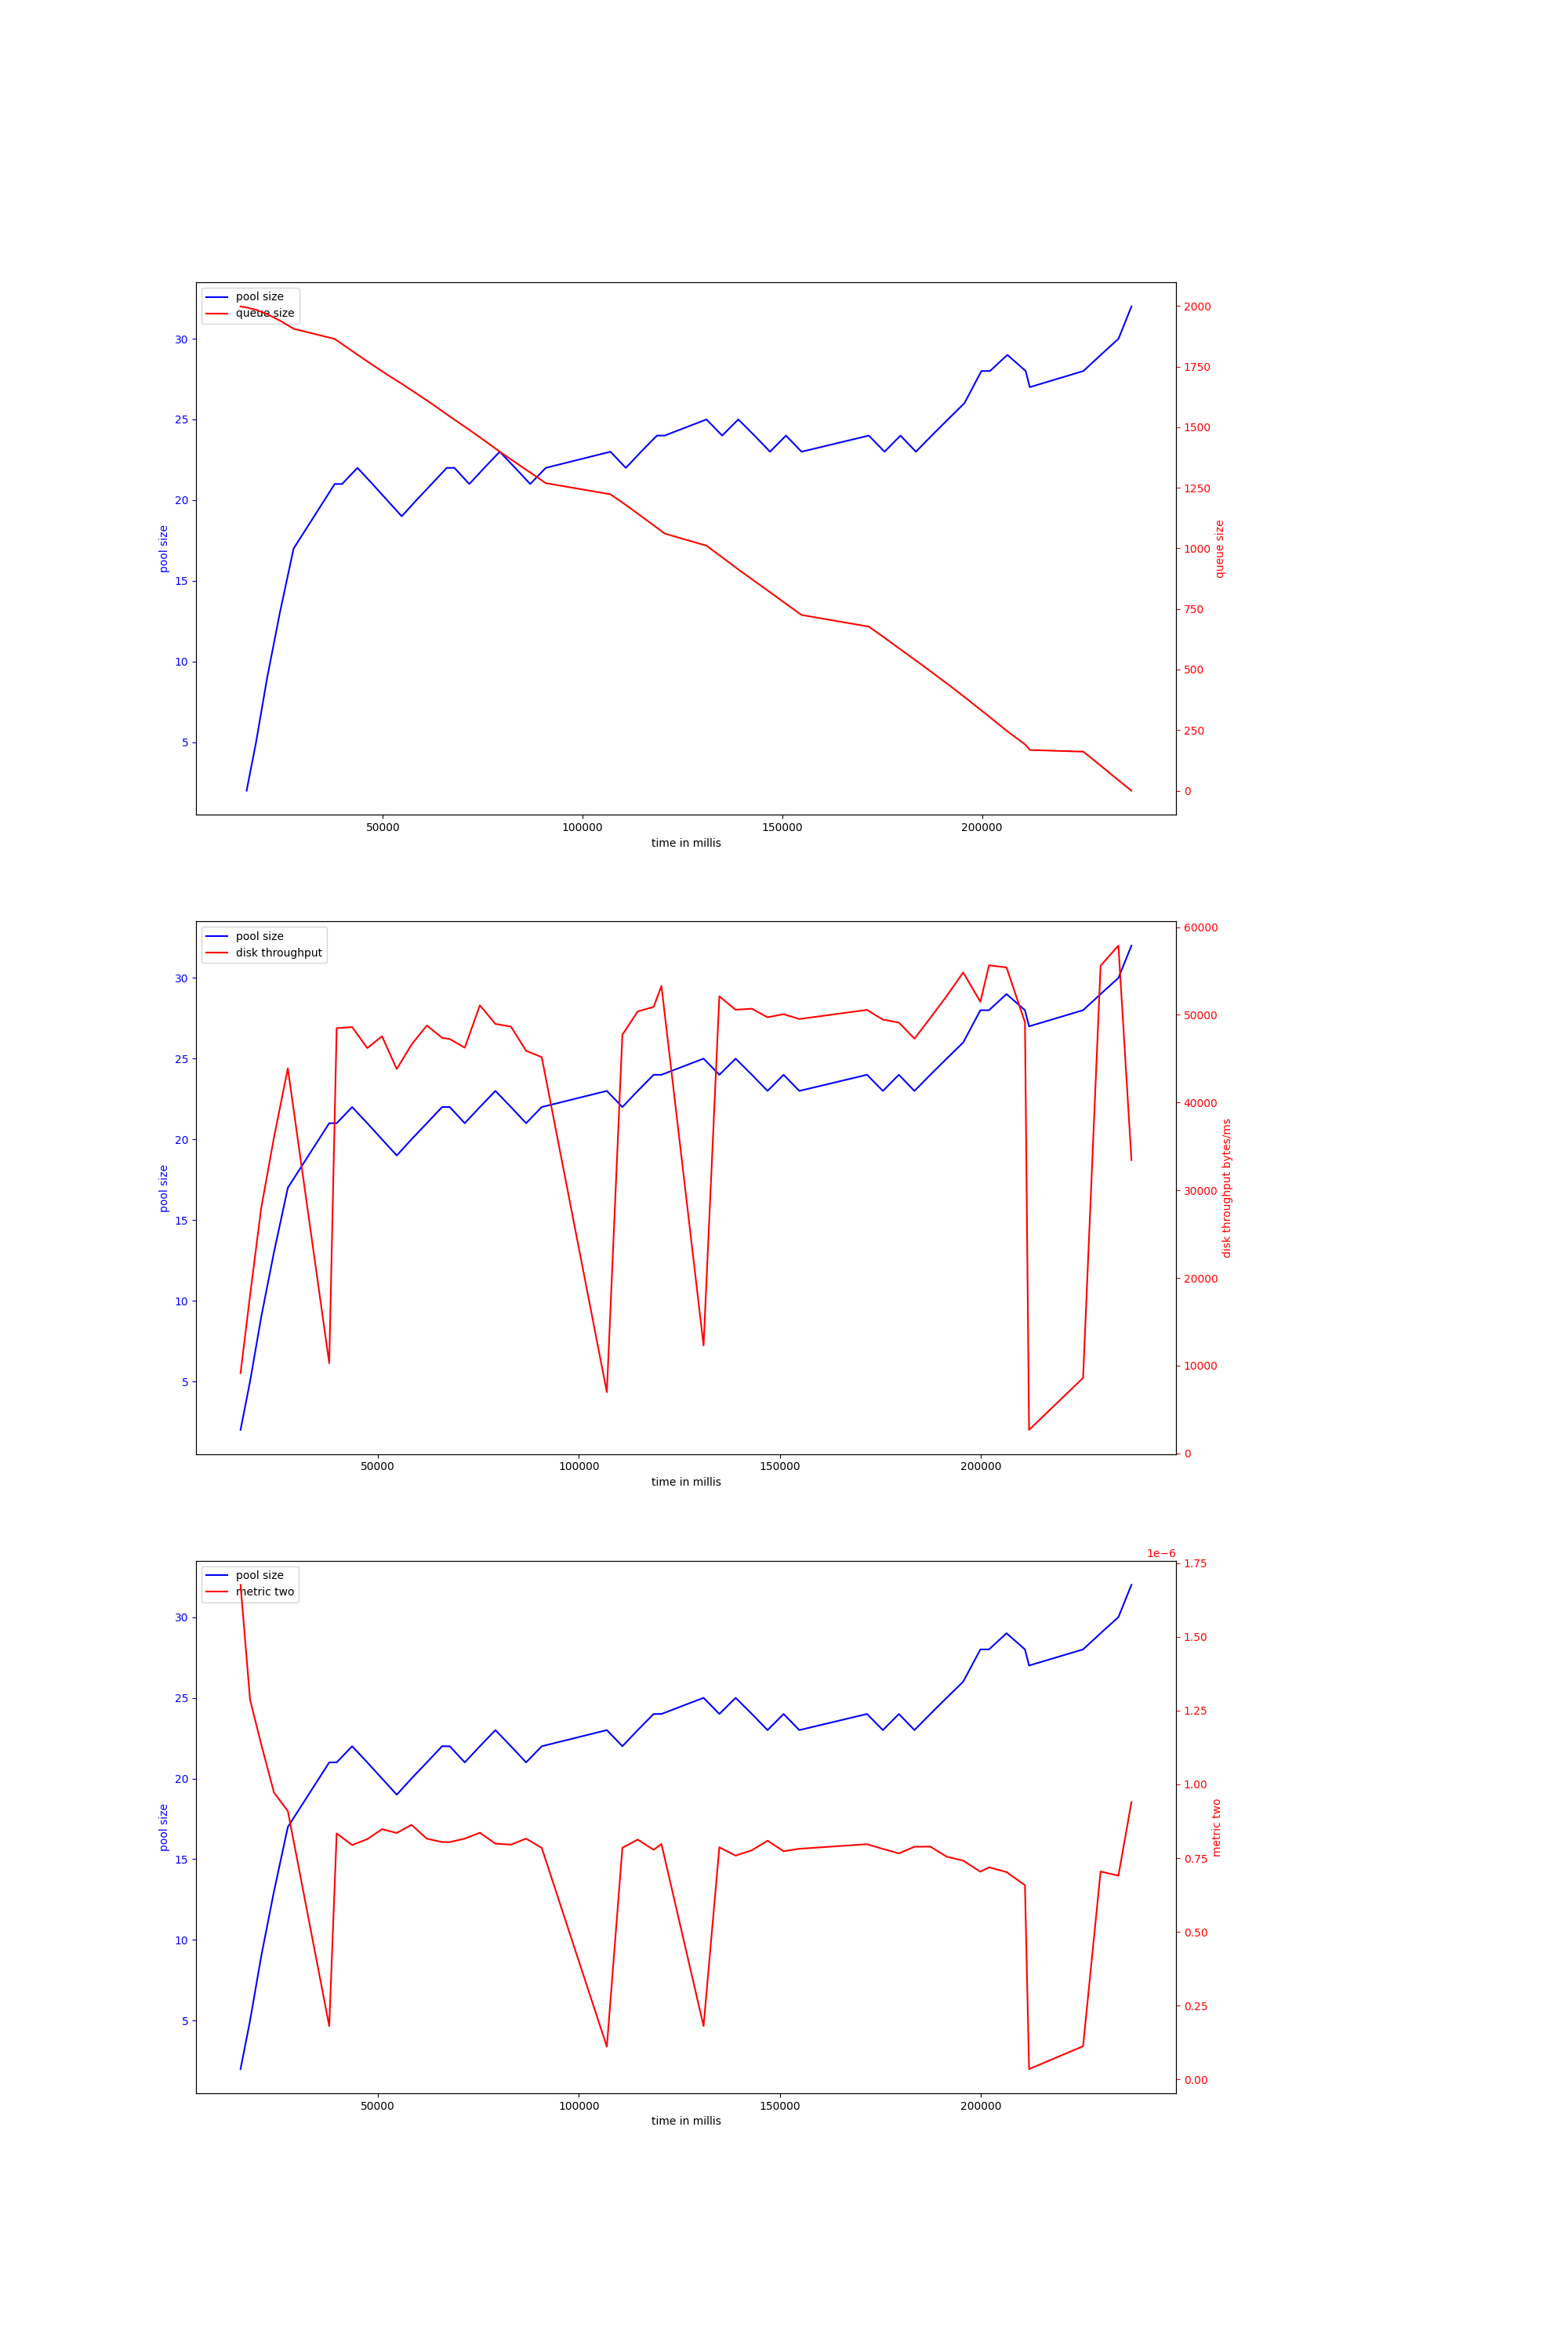 pool size
queue size
30
25
20
15
10
5
pool size
2000
1750
1500
1250
1000
750
500
250
0
queue size
50000 100000 150000 200000
time in millis
pool size
disk throughput
30
25
20
15
10
5
pool size
60000
50000
40000
30000
20000
10000
0
disk throughput bytes/ms
50000 100000 150000 200000
time in millis
1e−6
pool size
metric two
30
25
20
15
10
5
pool size
1.75
1.50
1.25
1.00
0.75
0.50
0.25
0.00
metric two
50000 100000 150000 200000
time in millis